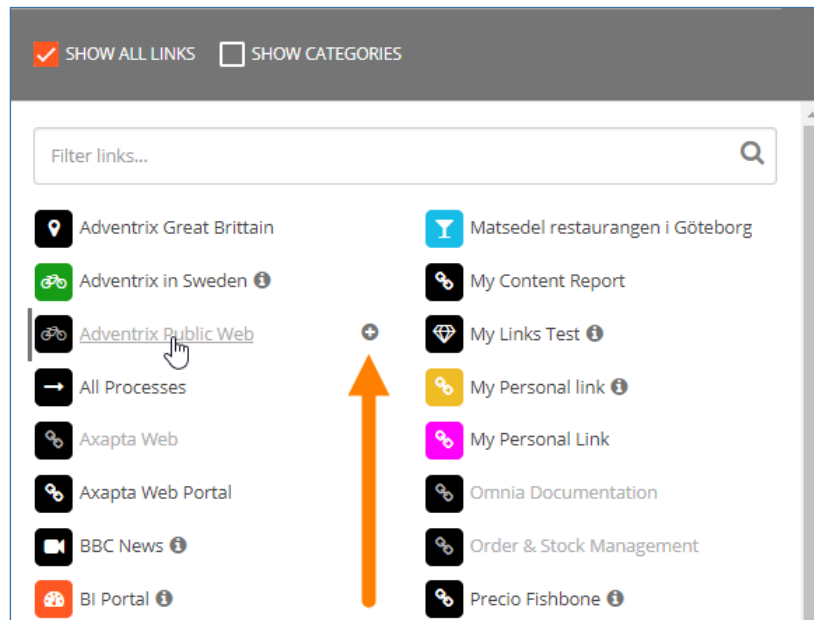 SHOW ALL LINKS
SHOW CATEGORIES
Filter links...
Adventrix Great Brittain
Adventrix in Sweden
Adventrix Public Web
All Processes
Axapta Web
Axapta Web Portal
BBC News
BI Portal
Matsedel restaurangen i Göteborg
My Content Report
My Links Test
My Personal link
My Personal Link
Omnia Documentation
Order & Stock Management
Precio Fishbone